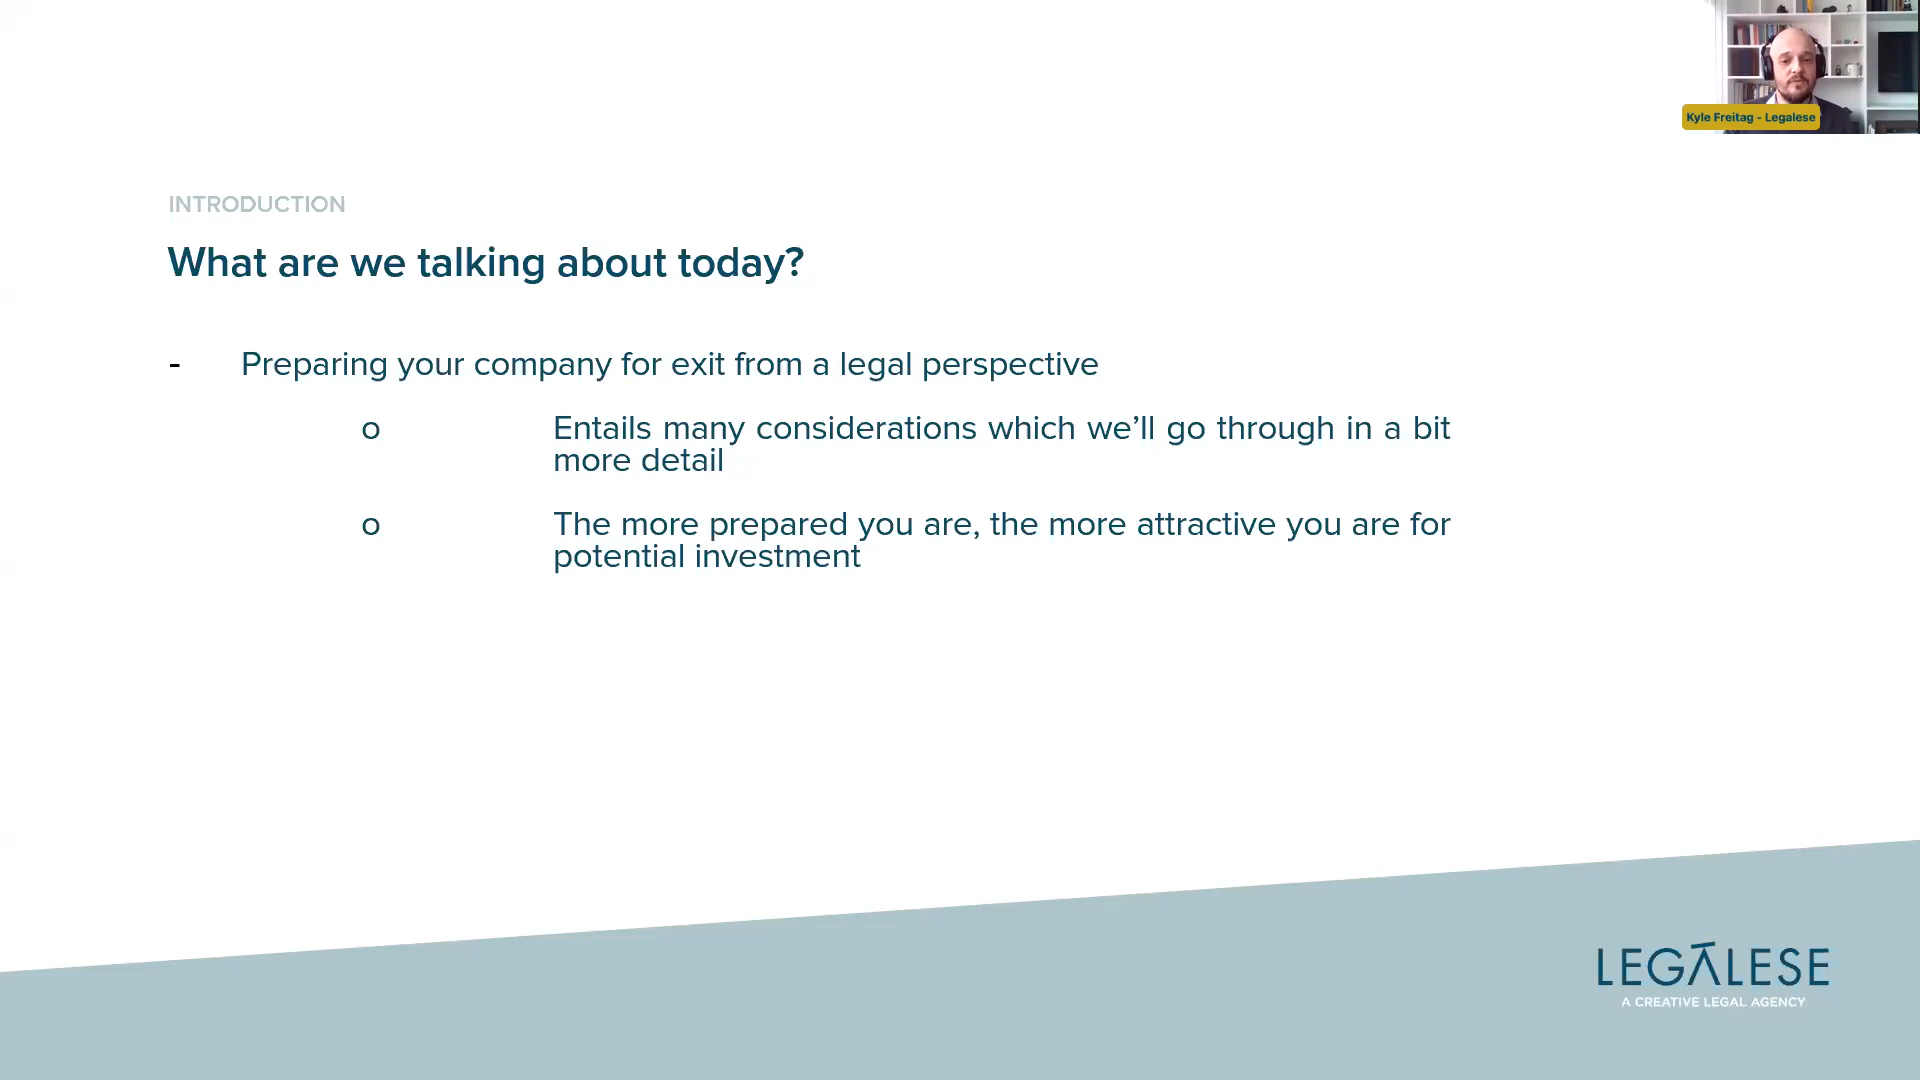 Kyle Freitag - Legalese
INTRODUCTION
What are we talking about today?
- Preparing your company for exit from a legal perspective
o Entails many considerations which we’ll go through in a bit
more detail
o The more prepared you are, the more attractive you are for
potential investment
LEGALESE
A CREATIVE LEGAL AGENCY